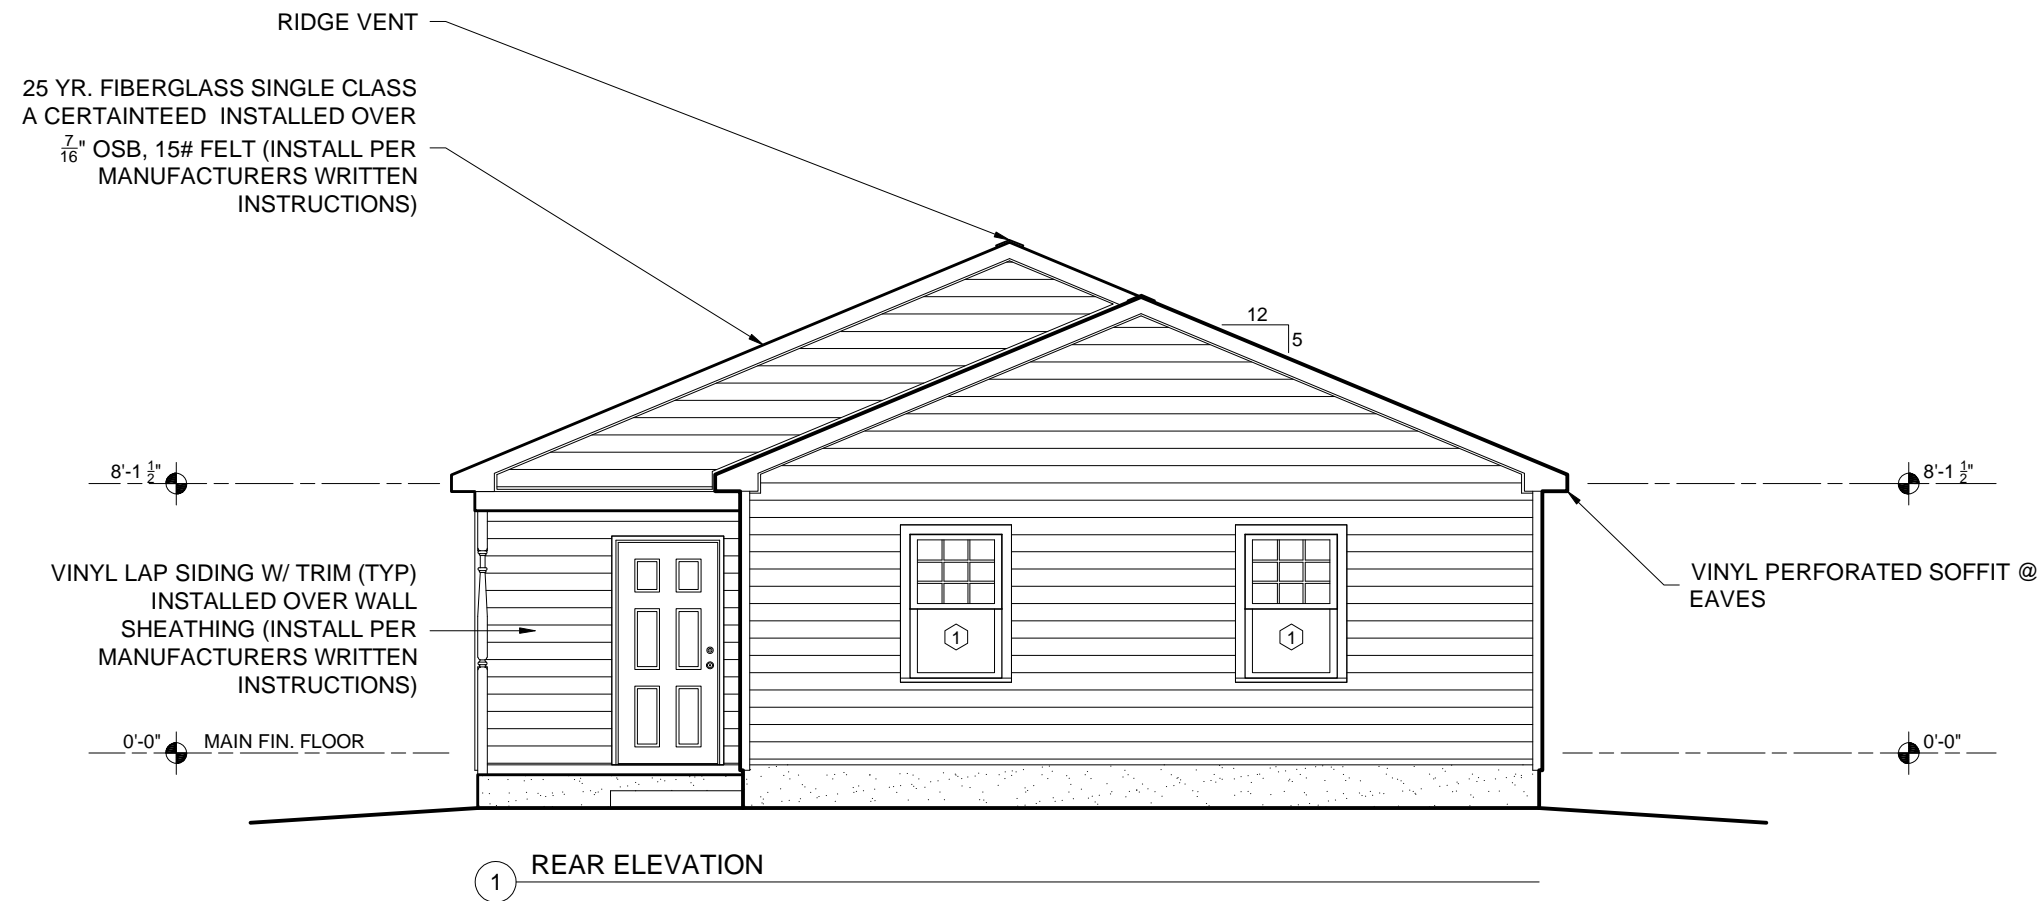 RIDGE VENT
25 YR. FIBERGLASS SINGLE CLASS
A CERTAINTEED INSTALLED OVER
7/16" OSB, 15# FELT (INSTALL PER
MANUFACTURERS WRITTEN
INSTRUCTIONS)
12
5
8'-1 1/2"
8'-1 1/2"
VINYL LAP SIDING W/ TRIM (TYP)
INSTALLED OVER WALL
SHEATHING (INSTALL PER
MANUFACTURERS WRITTEN
INSTRUCTIONS)
1
1
VINYL PERFORATED SOFFIT @
EAVES
0'-0" MAIN FIN. FLOOR
0'-0"
1 REAR ELEVATION